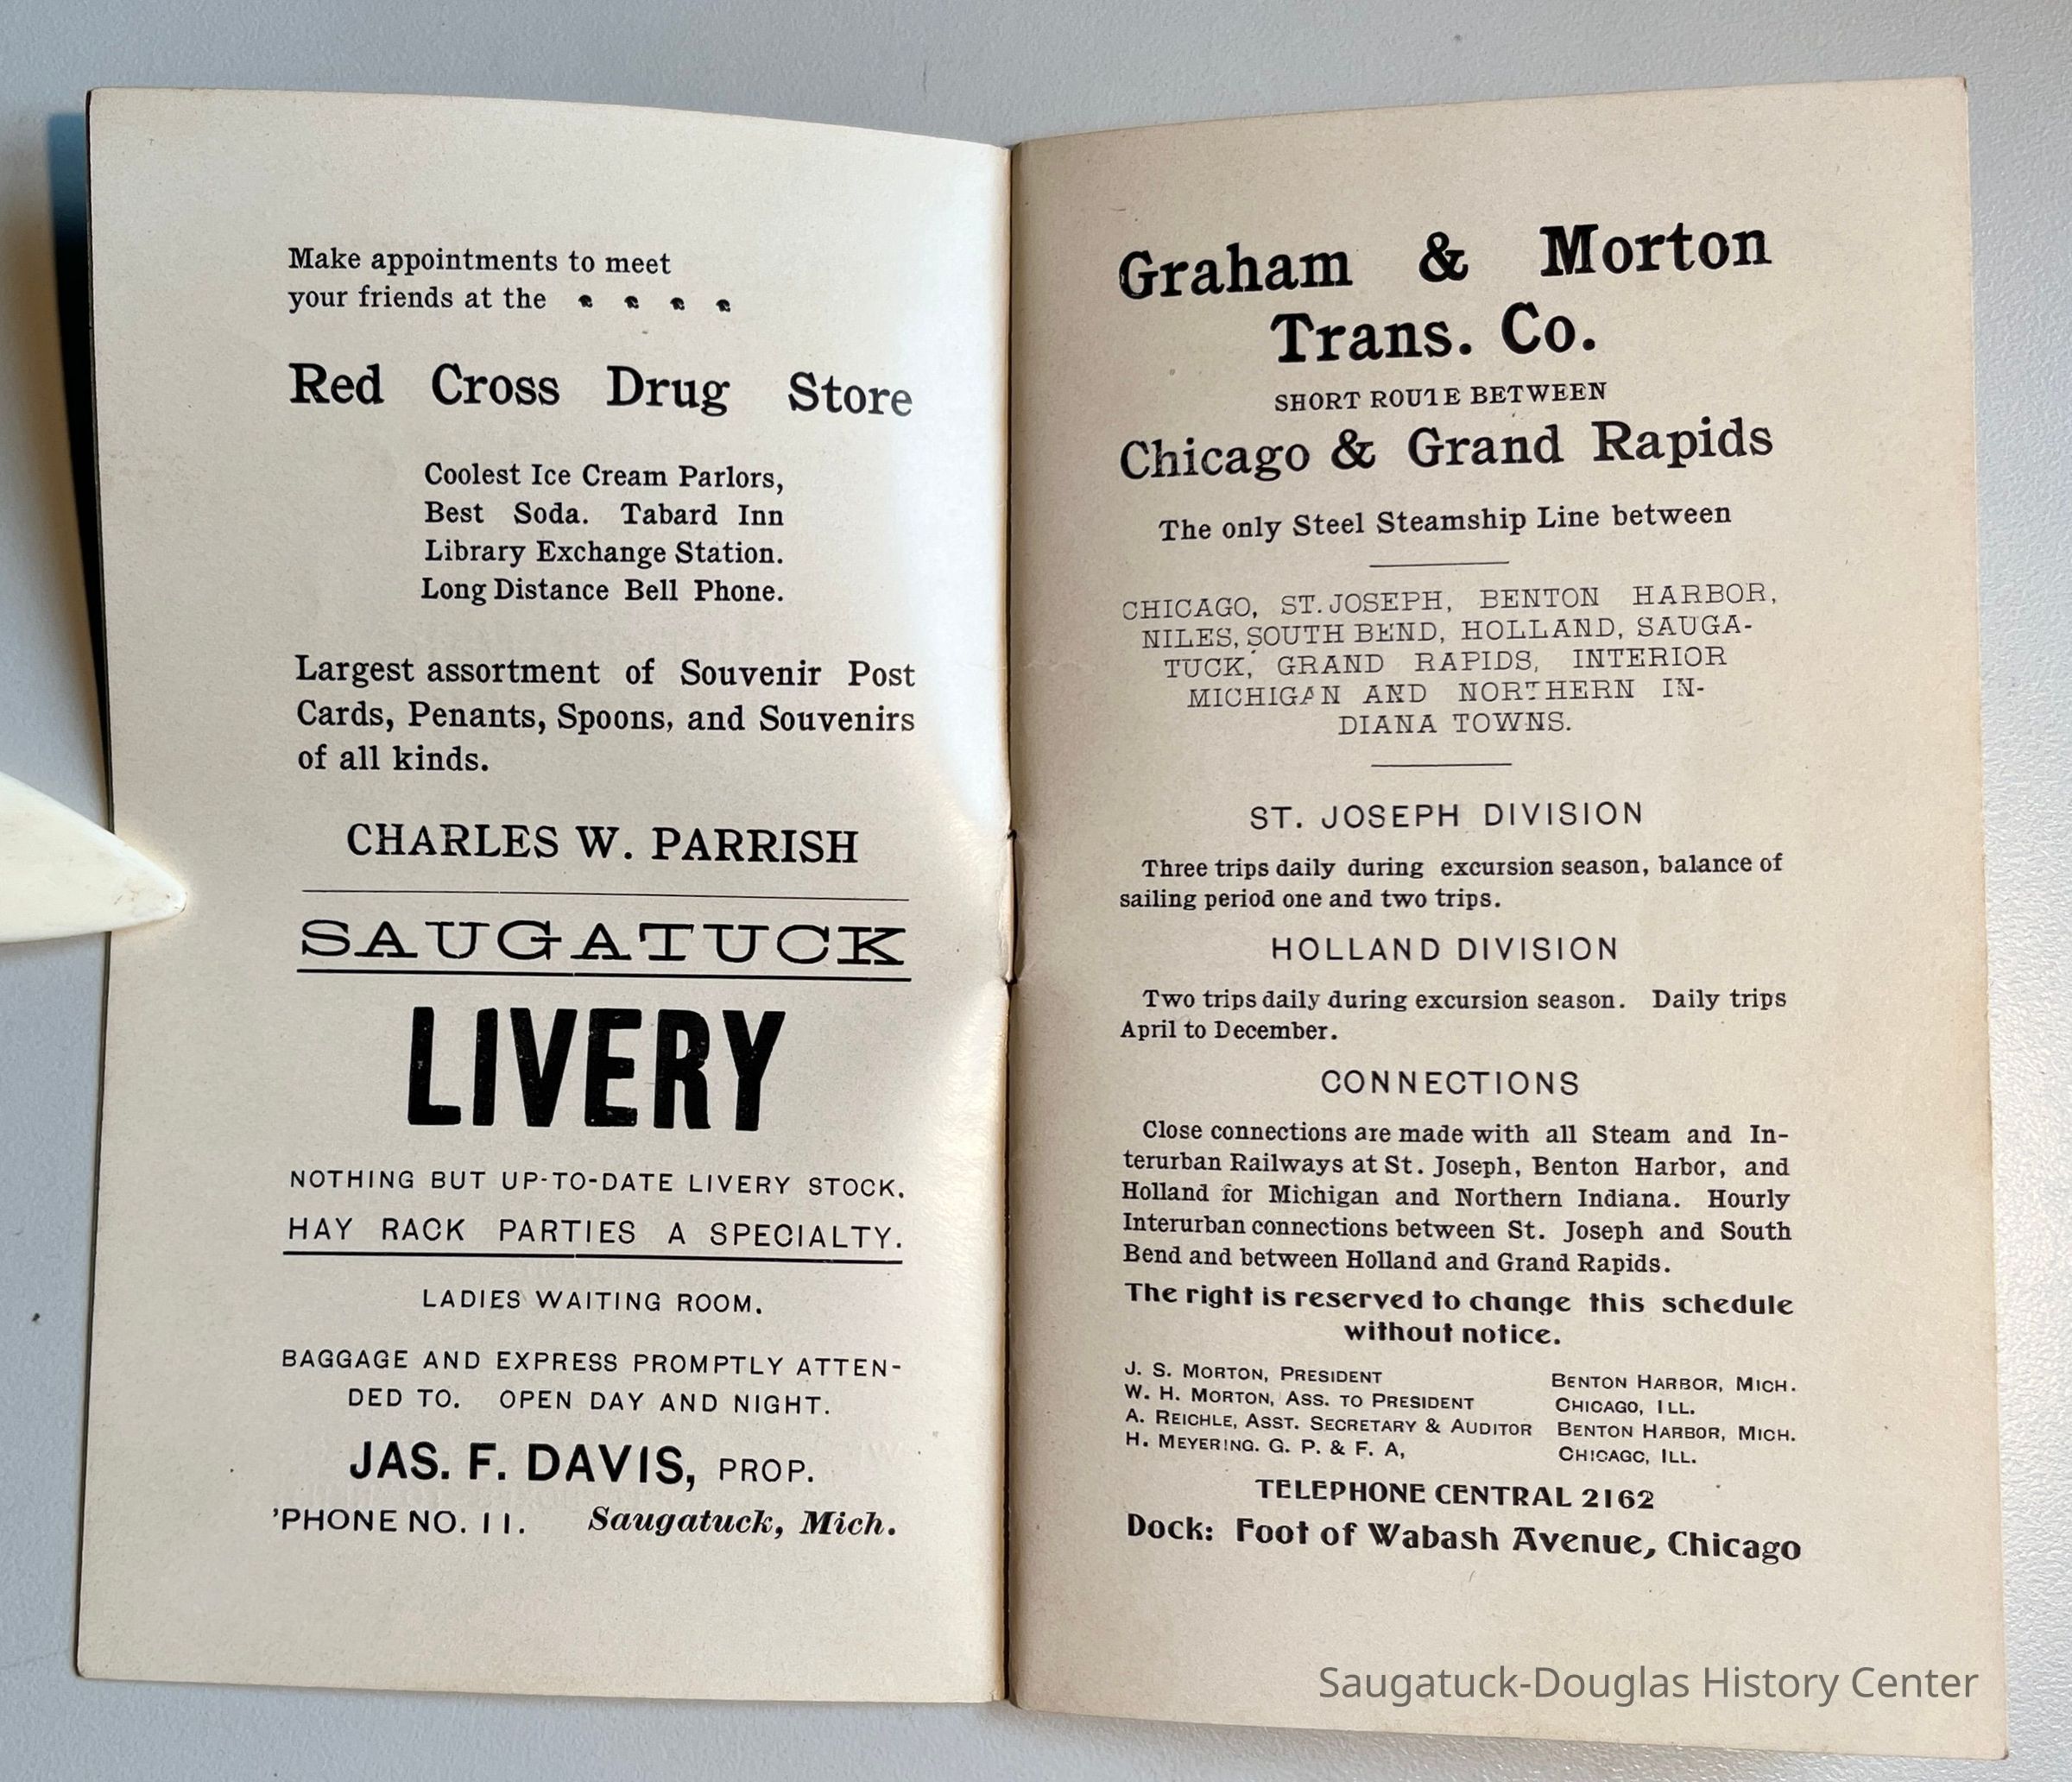 Make appointments to meet
your friends at the
Red Cross Drug Store
Coolest Ice Cream Parlors,
Best Soda. Tabard Inn
Library Exchange Station.
Long Distance Bell Phone.
Largest assortment of Souvenir Post
Cards, Penants, Spoons, and Souvenirs
of all kinds.
CHARLES W. PARRISH
SAUGATUCK
LIVERY
NOTHING BUT UP-TO-DATE LIVERY STOCK.
HAY RACK PARTIES A SPECIALTY.
LADIES WAITING ROOM.
BAGGAGE AND EXPRESS PROMPTLY ATTEN-
DED TO. OPEN DAY AND NIGHT.
JAS. F. DAVIS, PROP.
'PHONE NO. 11. Saugatuck, Mich.
Graham & Morton
Trans. Co.
SHORT ROUTE BETWEEN
Chicago & Grand Rapids
The only Steel Steamship Line between
CHICAGO, ST. JOSEPH, BENTON HARBOR,
NILES, SOUTH BEND, HOLLAND, SAUGA-
TUCK, GRAND RAPIDS, INTERIOR
MICHIGAN AND NORTHERN IN-
DIANA TOWNS.
ST. JOSEPH DIVISION
Three trips daily during excursion season, balance of
sailing period one and two trips.
HOLLAND DIVISION
Two trips daily during excursion season. Daily trips
April to December.
CONNECTIONS
Close connections are made with all Steam and In-
terurban Railways at St. Joseph, Benton Harbor, and
Holland for Michigan and Northern Indiana. Hourly
Interurban connections between St. Joseph and South
Bend and between Holland and Grand Rapids.
The right is reserved to change this schedule
without notice.
J. S. MORTON, PRESIDENT BENTON HARBOR, MICH.
W. H. MORTON, ASS. TO PRESIDENT CHICAGO, ILL.
A. REICHLE, ASST. SECRETARY & AUDITOR BENTON HARBOR, MICH.
H. MEYERING. G. P. & F. A, CHICAGO, ILL.
TELEPHONE CENTRAL 2162
Dock: Foot of Wabash Avenue, Chicago
Saugatuck-Douglas History Center